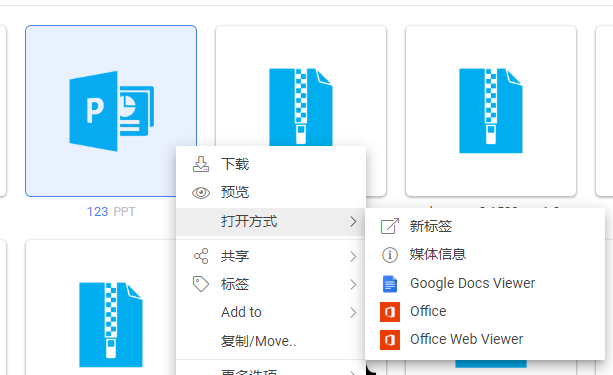 P
下载
预览
123 PPT
打开方式
新标签
共享
媒体信息
标签
Google Docs Viewer
Add to
Office
复制/Move..
Office Web Viewer